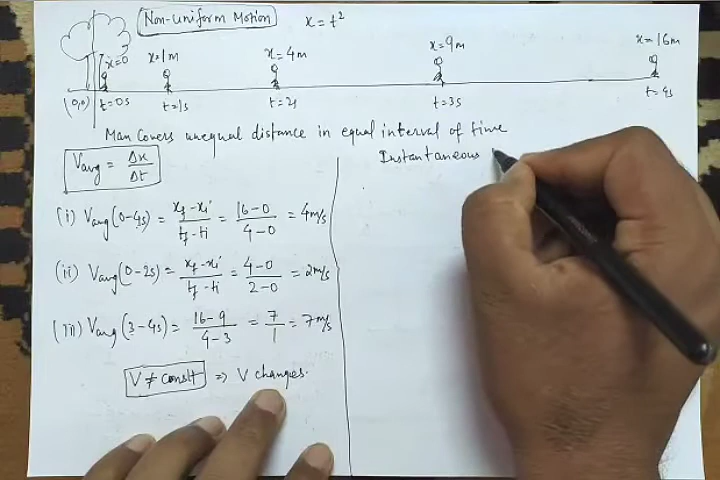 Non-Uniform Motion x = t²
x=0 x=1m x=4m x=9m x=16m
(0,0) t=0s t=1s t=2s t=3s t=4s
Man Covers unequal distance in equal interval of time
Vavg = Δx/Δt
Instantaneous
(i) Vavg(0-4s) = xf-xi/tf-ti = 16-0/4-0 = 4m/s
(ii) Vavg(0-2s) = xf-xi/tf-ti = 4-0/2-0 = 2m/s
(iii) Vavg(3-4s) = 16-9/4-3 = 7/1 = 7m/s
V ≠ constt ⇒ V changes.